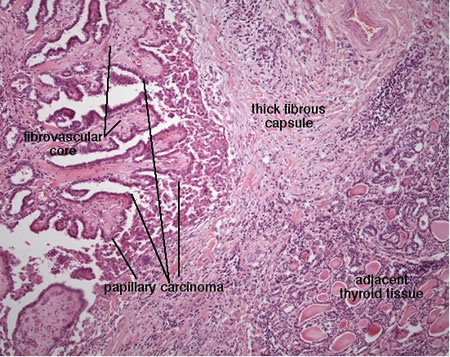 thick fibrous
capsule
fibrovascular
core
papillary carcinoma
adjacent
thyroid tissue